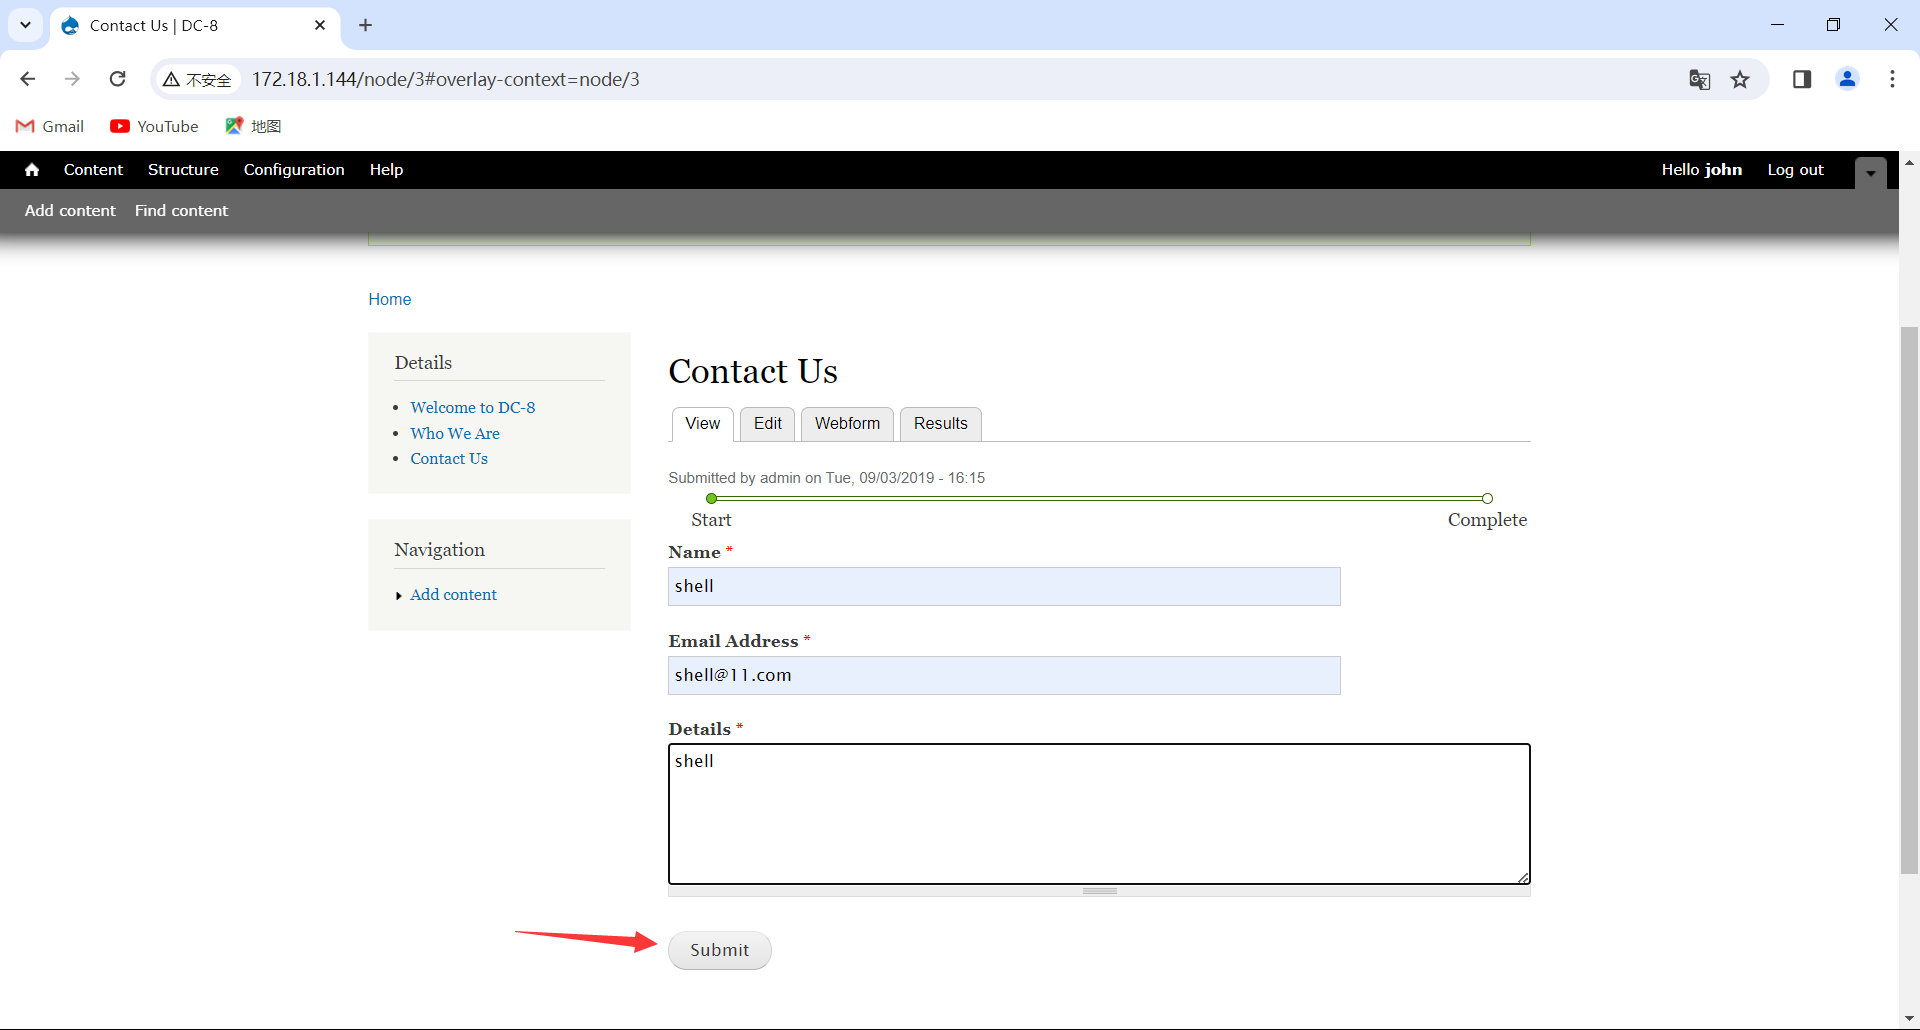 Contact Us | DC-8
不安全 172.18.1.144/node/3#overlay-context=node/3
Gmail YouTube 地图
Content Structure Configuration Help Hello john Log out
Add content Find content
Home
Details
Welcome to DC-8
Who We Are
Contact Us
Navigation
Add content
Contact Us
View Edit Webform Results
Submitted by admin on Tue, 09/03/2019 - 16:15
Start Complete
Name *
shell
Email Address *
shell@11.com
Details *
shell
Submit